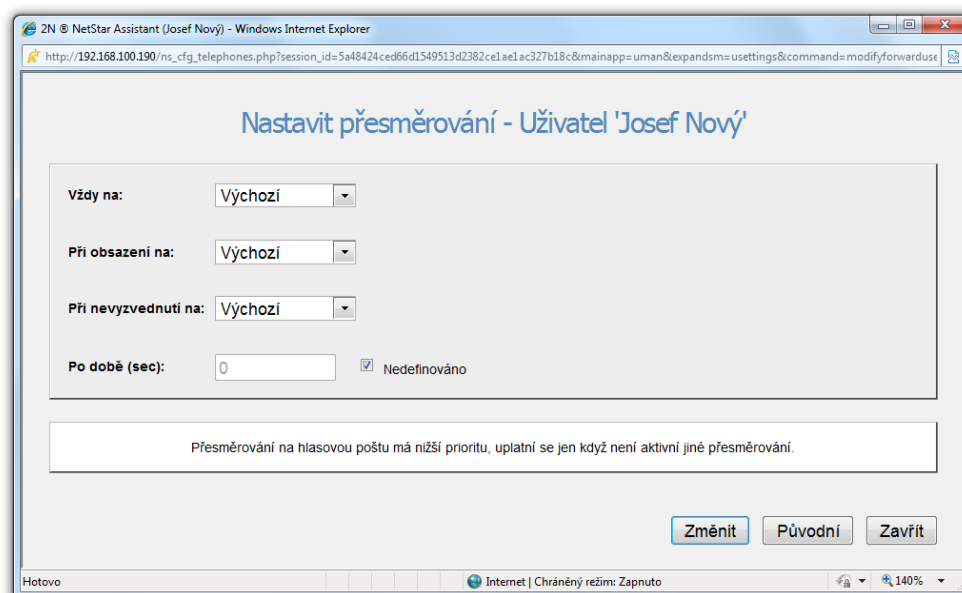 2N ® NetStar Assistant (Josef Nový) - Windows Internet Explorer
http://192.168.100.190/ns_cfg_telephones.php?session_id=5a48424ced66d1549513d2382ce1ae1ac327b18c&mainapp=uman&expandsm=usettings&command=modifyforwarduse
Nastavit přesměrování - Uživatel 'Josef Nový'
Vždy na: Výchozí
Při obsazení na: Výchozí
Při nevyzvednutí na: Výchozí
Po době (sec): 0 Nedefinováno
Přesměrování na hlasovou poštu má nižší prioritu, uplatní se jen když není aktivní jiné přesměrování.
Změnit Původní Zavřít
Hotovo Internet | Chráněný režim: Zapnuto 140%